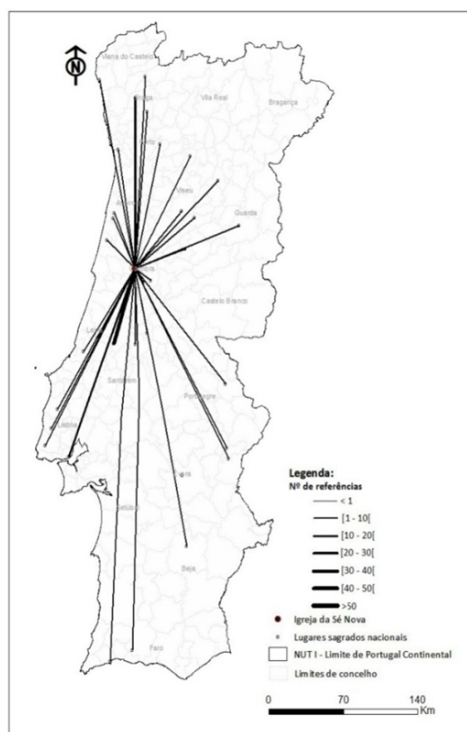 N
Viana do Castelo
Braga
Vila Real
Bragança
Viseu
Guarda
Castelo Branco
Santarém
Portalegre
Lisboa
Setúbal
Beja
Faro
Legenda:
Nº de referências
< 1
[1 - 10[
[10 - 20[
[20 - 30[
[30 - 40[
[40 - 50[
>50
Igreja da Sé Nova
Lugares sagrados nacionais
NUT I - Limite de Portugal Continental
Limites de concelho
0 70 140
Km